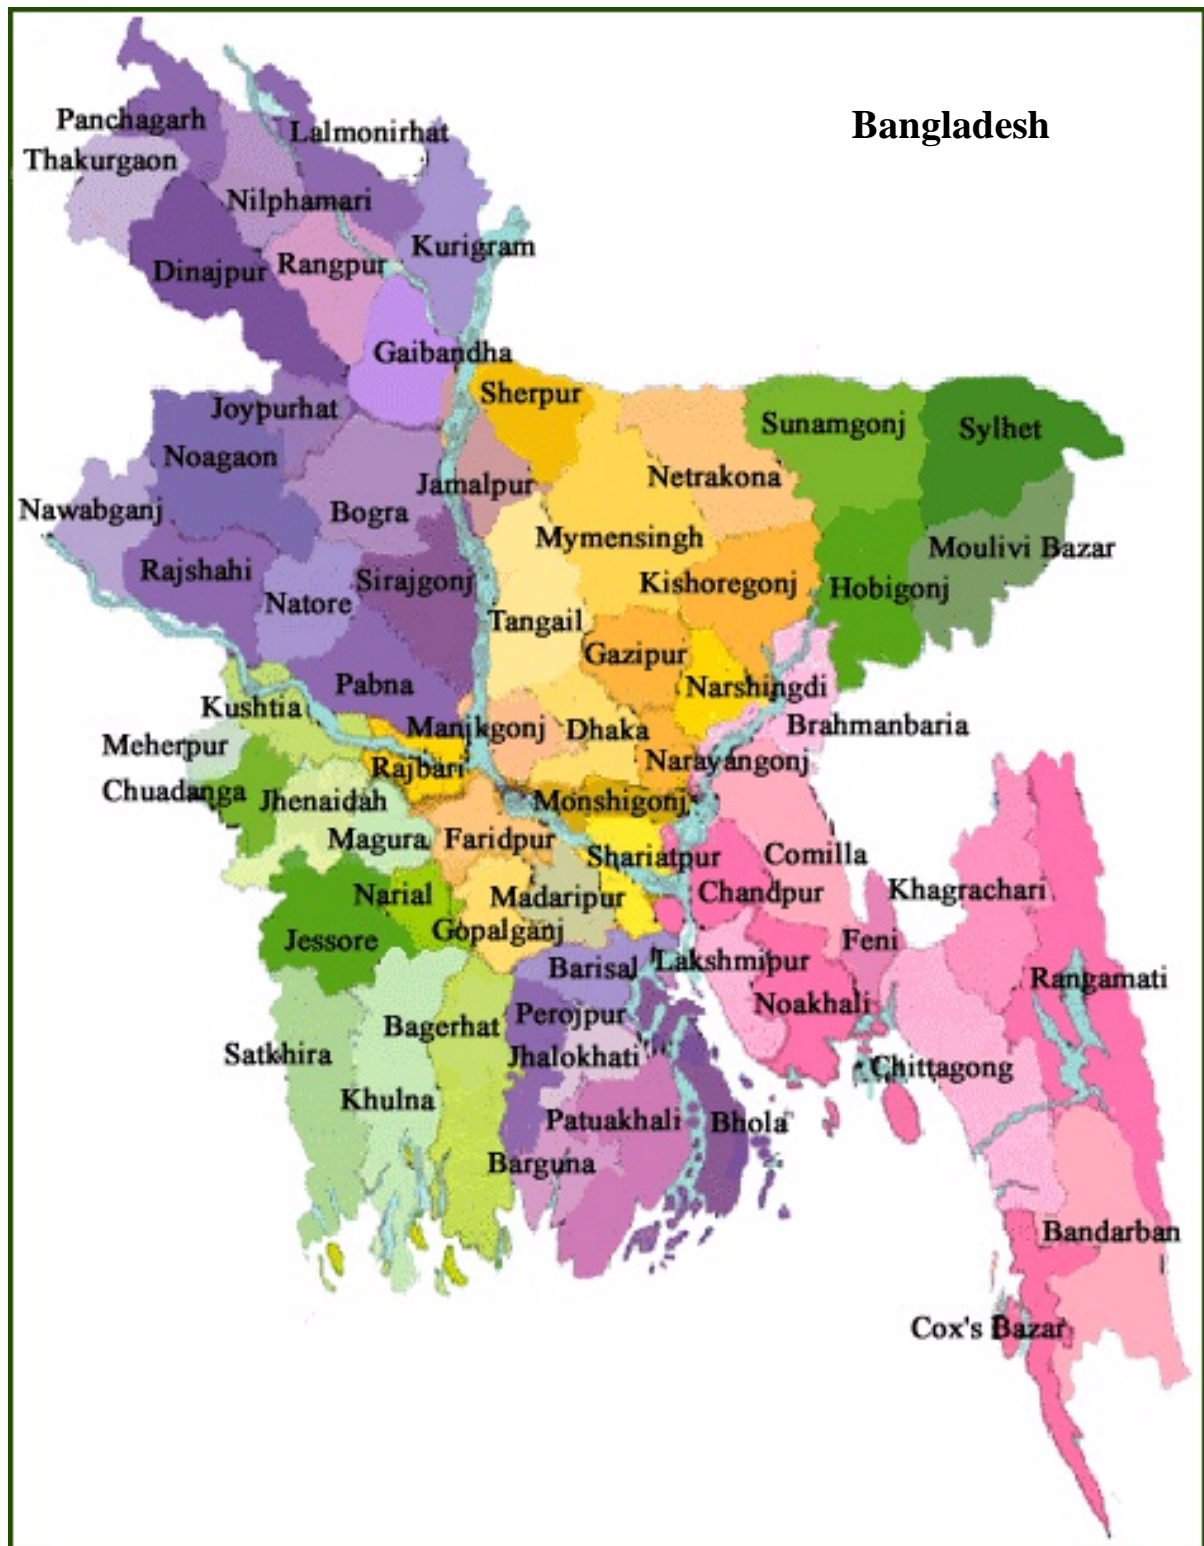 Bangladesh
Panchagarh
Lalmonirhat
Thakurgaon
Nilphamari
Kurigram
Dinajpur
Rangpur
Gaibandha
Sherpur
Joypurhat
Sunamgonj
Sylhet
Noagaon
Netrakona
Jamalpur
Nawabganj
Bogra
Mymensingh
Moulivi Bazar
Rajshahi
Sirajgonj
Kishoregonj
Hobigonj
Natore
Tangail
Gazipur
Pabna
Narshingdi
Kushtia
Manikgonj
Dhaka
Brahmanbaria
Meherpur
Rajbari
Narayangonj
Chuadanga
Jhenaidah
Monshigonj
Magura
Faridpur
Shariatpur
Comilla
Narial
Madaripur
Chandpur
Khagrachari
Jessore
Gopalganj
Feni
Barisal
Lakshmipur
Rangamati
Noakhali
Perojpur
Bagerhat
Satkhira
Jhalokhati
Chittagong
Khulna
Patuakhali
Bhola
Barguna
Bandarban
Cox's Bazar